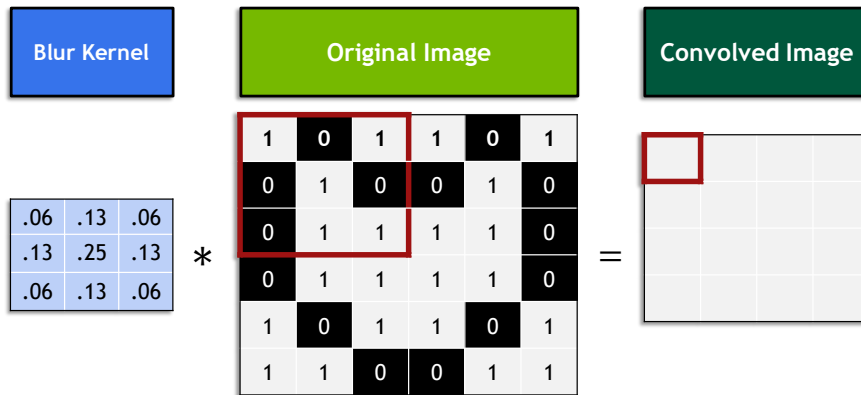 Blur Kernel
Original Image
Convolved Image
.06 .13 .06
.13 .25 .13
.06 .13 .06
*
1 0 1 1 0 1
0 1 0 0 1 0
0 1 1 1 1 0
0 1 1 1 1 0
1 0 1 1 0 1
1 1 0 0 1 1
=